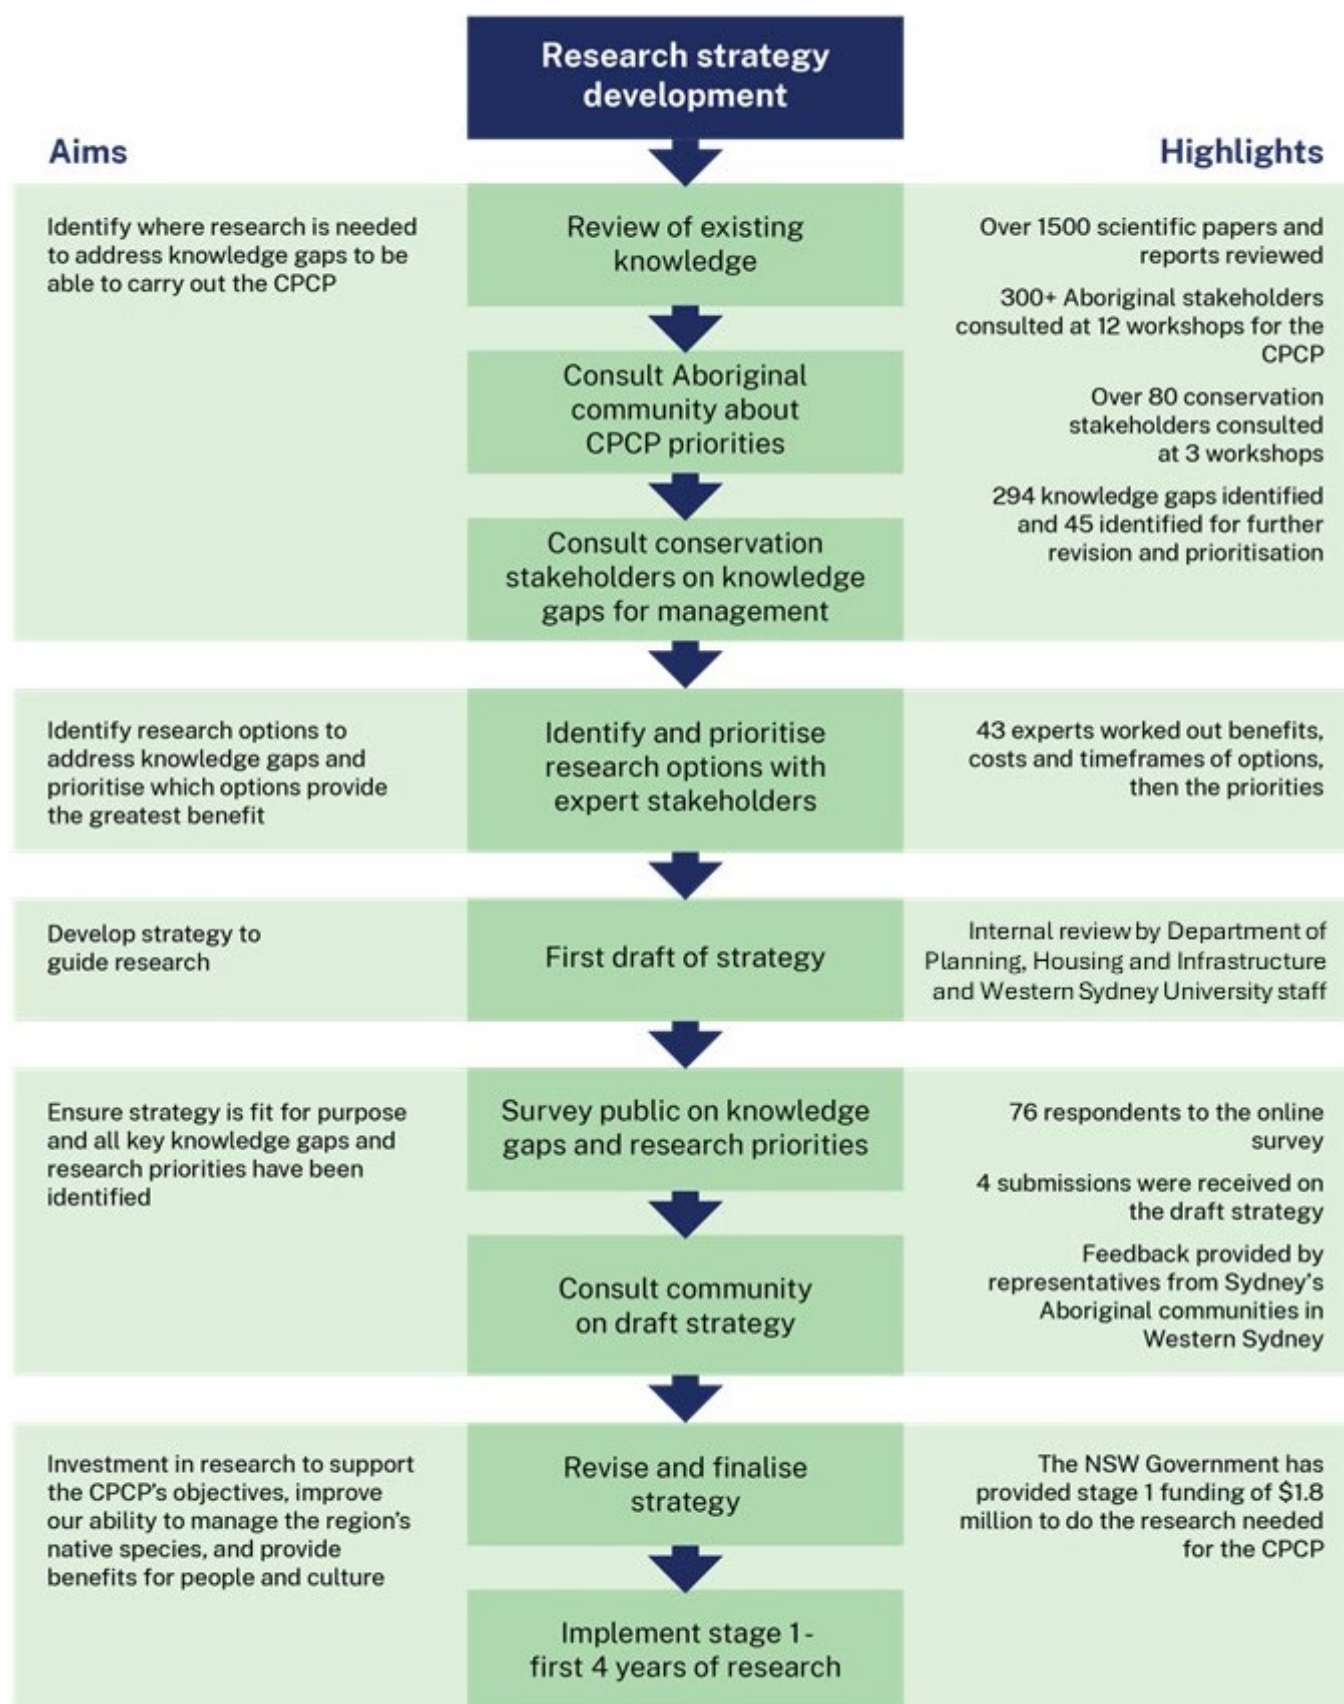 Research strategy
development
Aims
Highlights
Identify where research is needed
to address knowledge gaps to be
able to carry out the CPCP
Review of existing
knowledge
Consult Aboriginal
community about
CPCP priorities
Consult conservation
stakeholders on knowledge
gaps for management
Over 1500 scientific papers and
reports reviewed
300+ Aboriginal stakeholders
consulted at 12 workshops for the
CPCP
Over 80 conservation
stakeholders consulted
at 3 workshops
294 knowledge gaps identified
and 45 identified for further
revision and prioritisation
Identify research options to
address knowledge gaps and
prioritise which options provide
the greatest benefit
Identify and prioritise
research options with
expert stakeholders
43 experts worked out benefits,
costs and timeframes of options,
then the priorities
Develop strategy to
guide research
First draft of strategy
Internal review by Department of
Planning, Housing and Infrastructure
and Western Sydney University staff
Ensure strategy is fit for purpose
and all key knowledge gaps and
research priorities have been
identified
Survey public on knowledge
gaps and research priorities
Consult community
on draft strategy
76 respondents to the online
survey
4 submissions were received on
the draft strategy
Feedback provided by
representatives from Sydney's
Aboriginal communities in
Western Sydney
Investment in research to support
the CPCP's objectives, improve
our ability to manage the region's
native species, and provide
benefits for people and culture
Revise and finalise
strategy
Implement stage 1 -
first 4 years of research
The NSW Government has
provided stage 1 funding of $1.8
million to do the research needed
for the CPCP